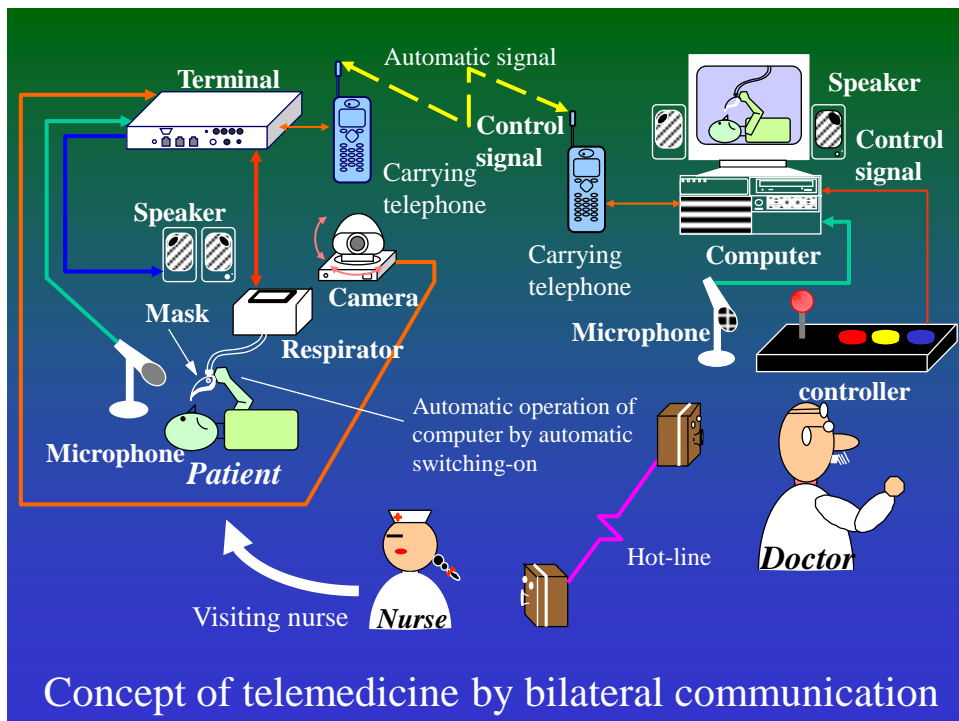 Automatic signal
Terminal
Speaker
Control
signal
Control
signal
Carrying
telephone
Speaker
Computer
Carrying
telephone
Camera
Mask
Respirator
Microphone
controller
Automatic operation of
computer by automatic
switching-on
Microphone
Patient
Hot-line
Doctor
Visiting nurse
Nurse
Concept of telemedicine by bilateral communication